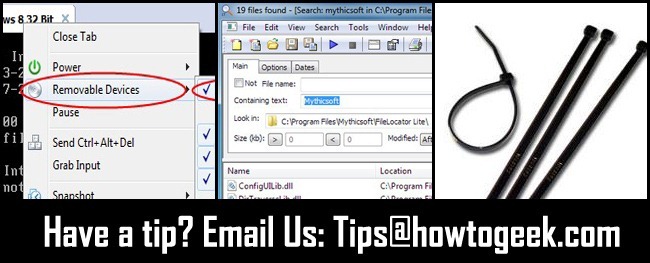 ws 8 32 Bit
Close Tab
Power
Removable Devices
Pause
Send Ctrl+Alt+Del
Grab Input
Snapshot
In
3-2
7-2
00
file
Int
not
19 files found - [Search: mythicsoft in C:\Program Files
File Edit View Search Tools Window Help
Main Options Dates
Not File name:
Containing text: Mythicsoft
Look in: C:\Program Files\Mythicsoft\FileLocator Lite\
Size (kb): > 0 < 0 Modified: Aft
Name Location
ConfigUILib.dll C:\Program F
DirTraverseLib.dll C:\Program F
Have a tip? Email Us: Tips@howtogeek.com